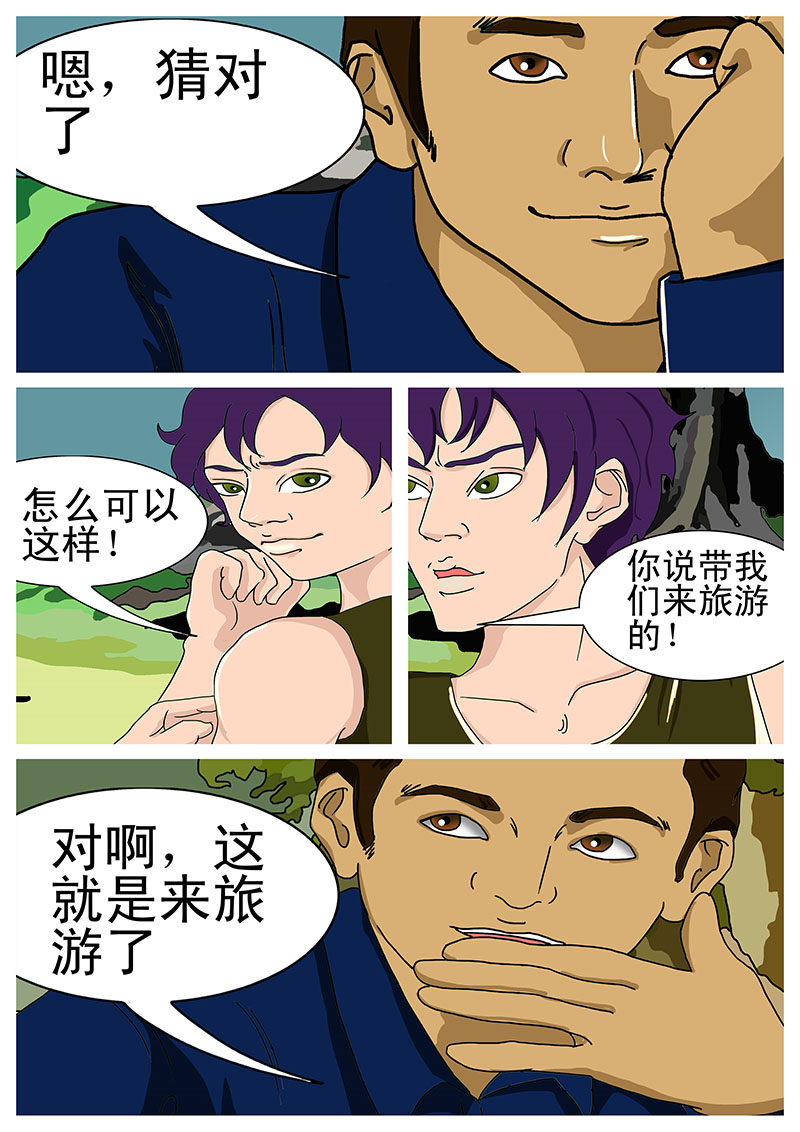 嗯，猜对
了
怎么可以
这样！
你说带我
们来旅游
的！
对啊，这
就是来旅
游了